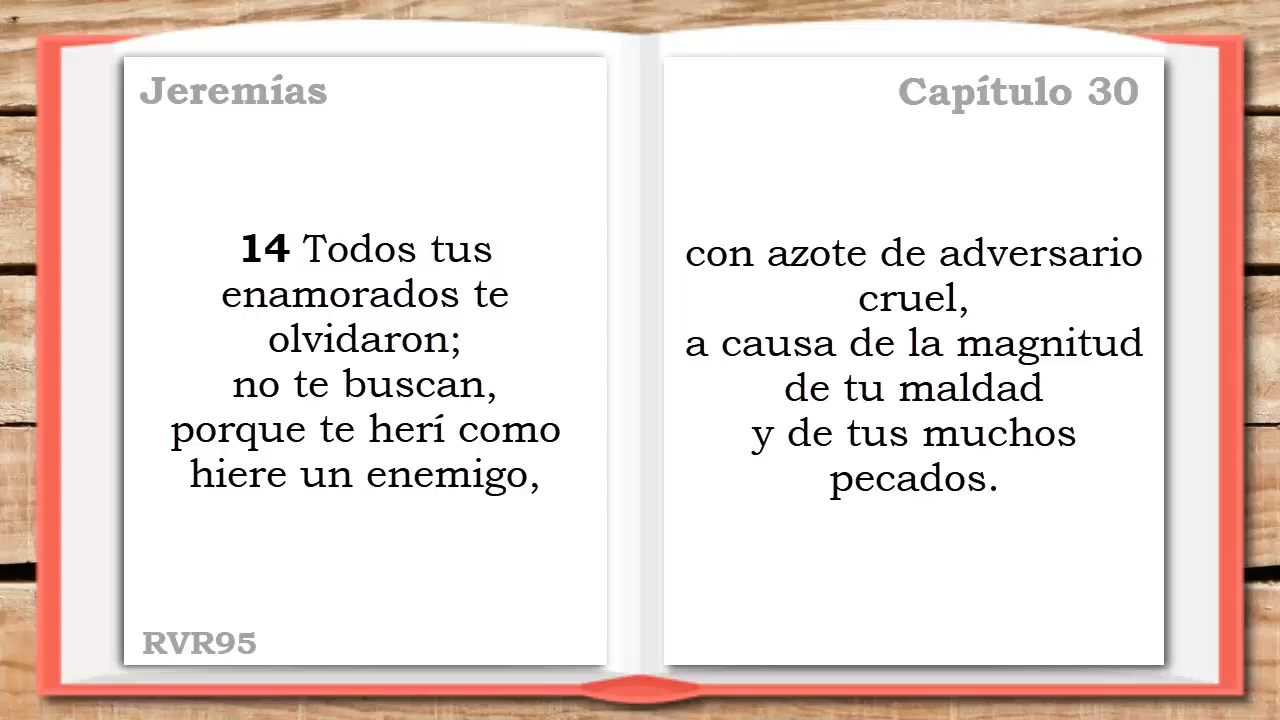 Jeremías
14 Todos tus
enamorados te
olvidaron;
no te buscan,
porque te herí como
hiere un enemigo,
RVR95
Capítulo 30
con azote de adversario
cruel,
a causa de la magnitud
de tu maldad
y de tus muchos
pecados.